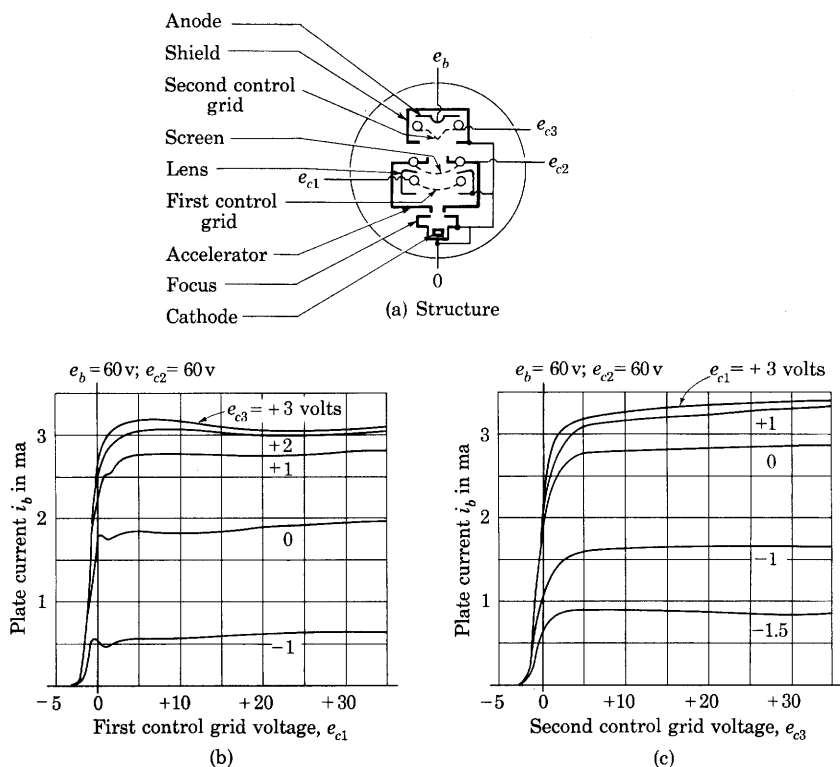 Anode
Shield
Second control
grid
Screen
Lens
First control
grid
Accelerator
Focus
Cathode
e_b
e_c3
e_c2
e_c1
0
(a) Structure
e_b = 60 v; e_c2 = 60 v
e_c3 = +3 volts
+2
+1
0
−1
Plate current i_b in ma
3
2
1
−5 0 +10 +20 +30
First control grid voltage, e_c1
(b)
e_b = 60 v; e_c2 = 60 v
e_c1 = +3 volts
+1
0
−1
−1.5
Plate current i_b in ma
3
2
1
−5 0 +10 +20 +30
Second control grid voltage, e_c3
(c)